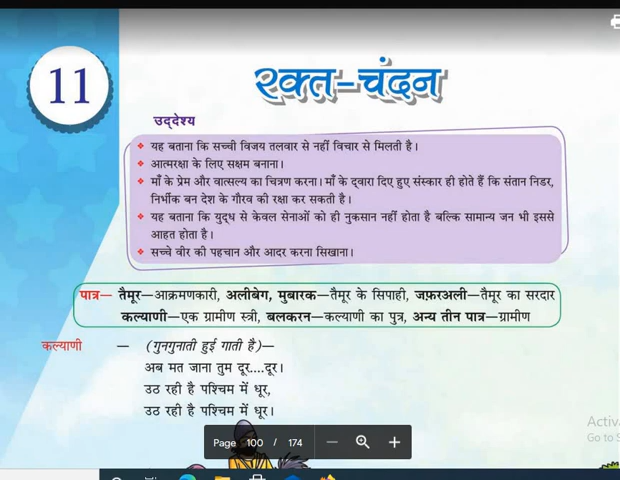 11
रक्त–चंदन
उद्देश्य
❖ यह बताना कि सच्ची विजय तलवार से नहीं विचार से मिलती है।
❖ आत्मरक्षा के लिए सक्षम बनाना।
❖ माँ के प्रेम और वात्सल्य का चित्रण करना। माँ के द्वारा दिए हुए संस्कार ही होते हैं कि संतान निडर,
निर्भीक बन देश के गौरव की रक्षा कर सकती है।
❖ यह बताना कि युद्ध से केवल सेनाओं को ही नुकसान नहीं होता है बल्कि सामान्य जन भी इससे
आहत होता है।
❖ सच्चे वीर की पहचान और आदर करना सिखाना।
पात्र— तैमूर—आक्रमणकारी, अलीबेग, मुबारक—तैमूर के सिपाही, जफ़रअली—तैमूर का सरदार
कल्याणी—एक ग्रामीण स्त्री, बलकरन—कल्याणी का पुत्र, अन्य तीन पात्र—ग्रामीण
कल्याणी — (गुनगुनाती हुई गाती है)—
अब मत जाना तुम दूर....दूर।
उठ रही है पश्चिम में धूर,
उठ रही है पश्चिम में धूर।
Page 100 / 174
Activ
Go to S